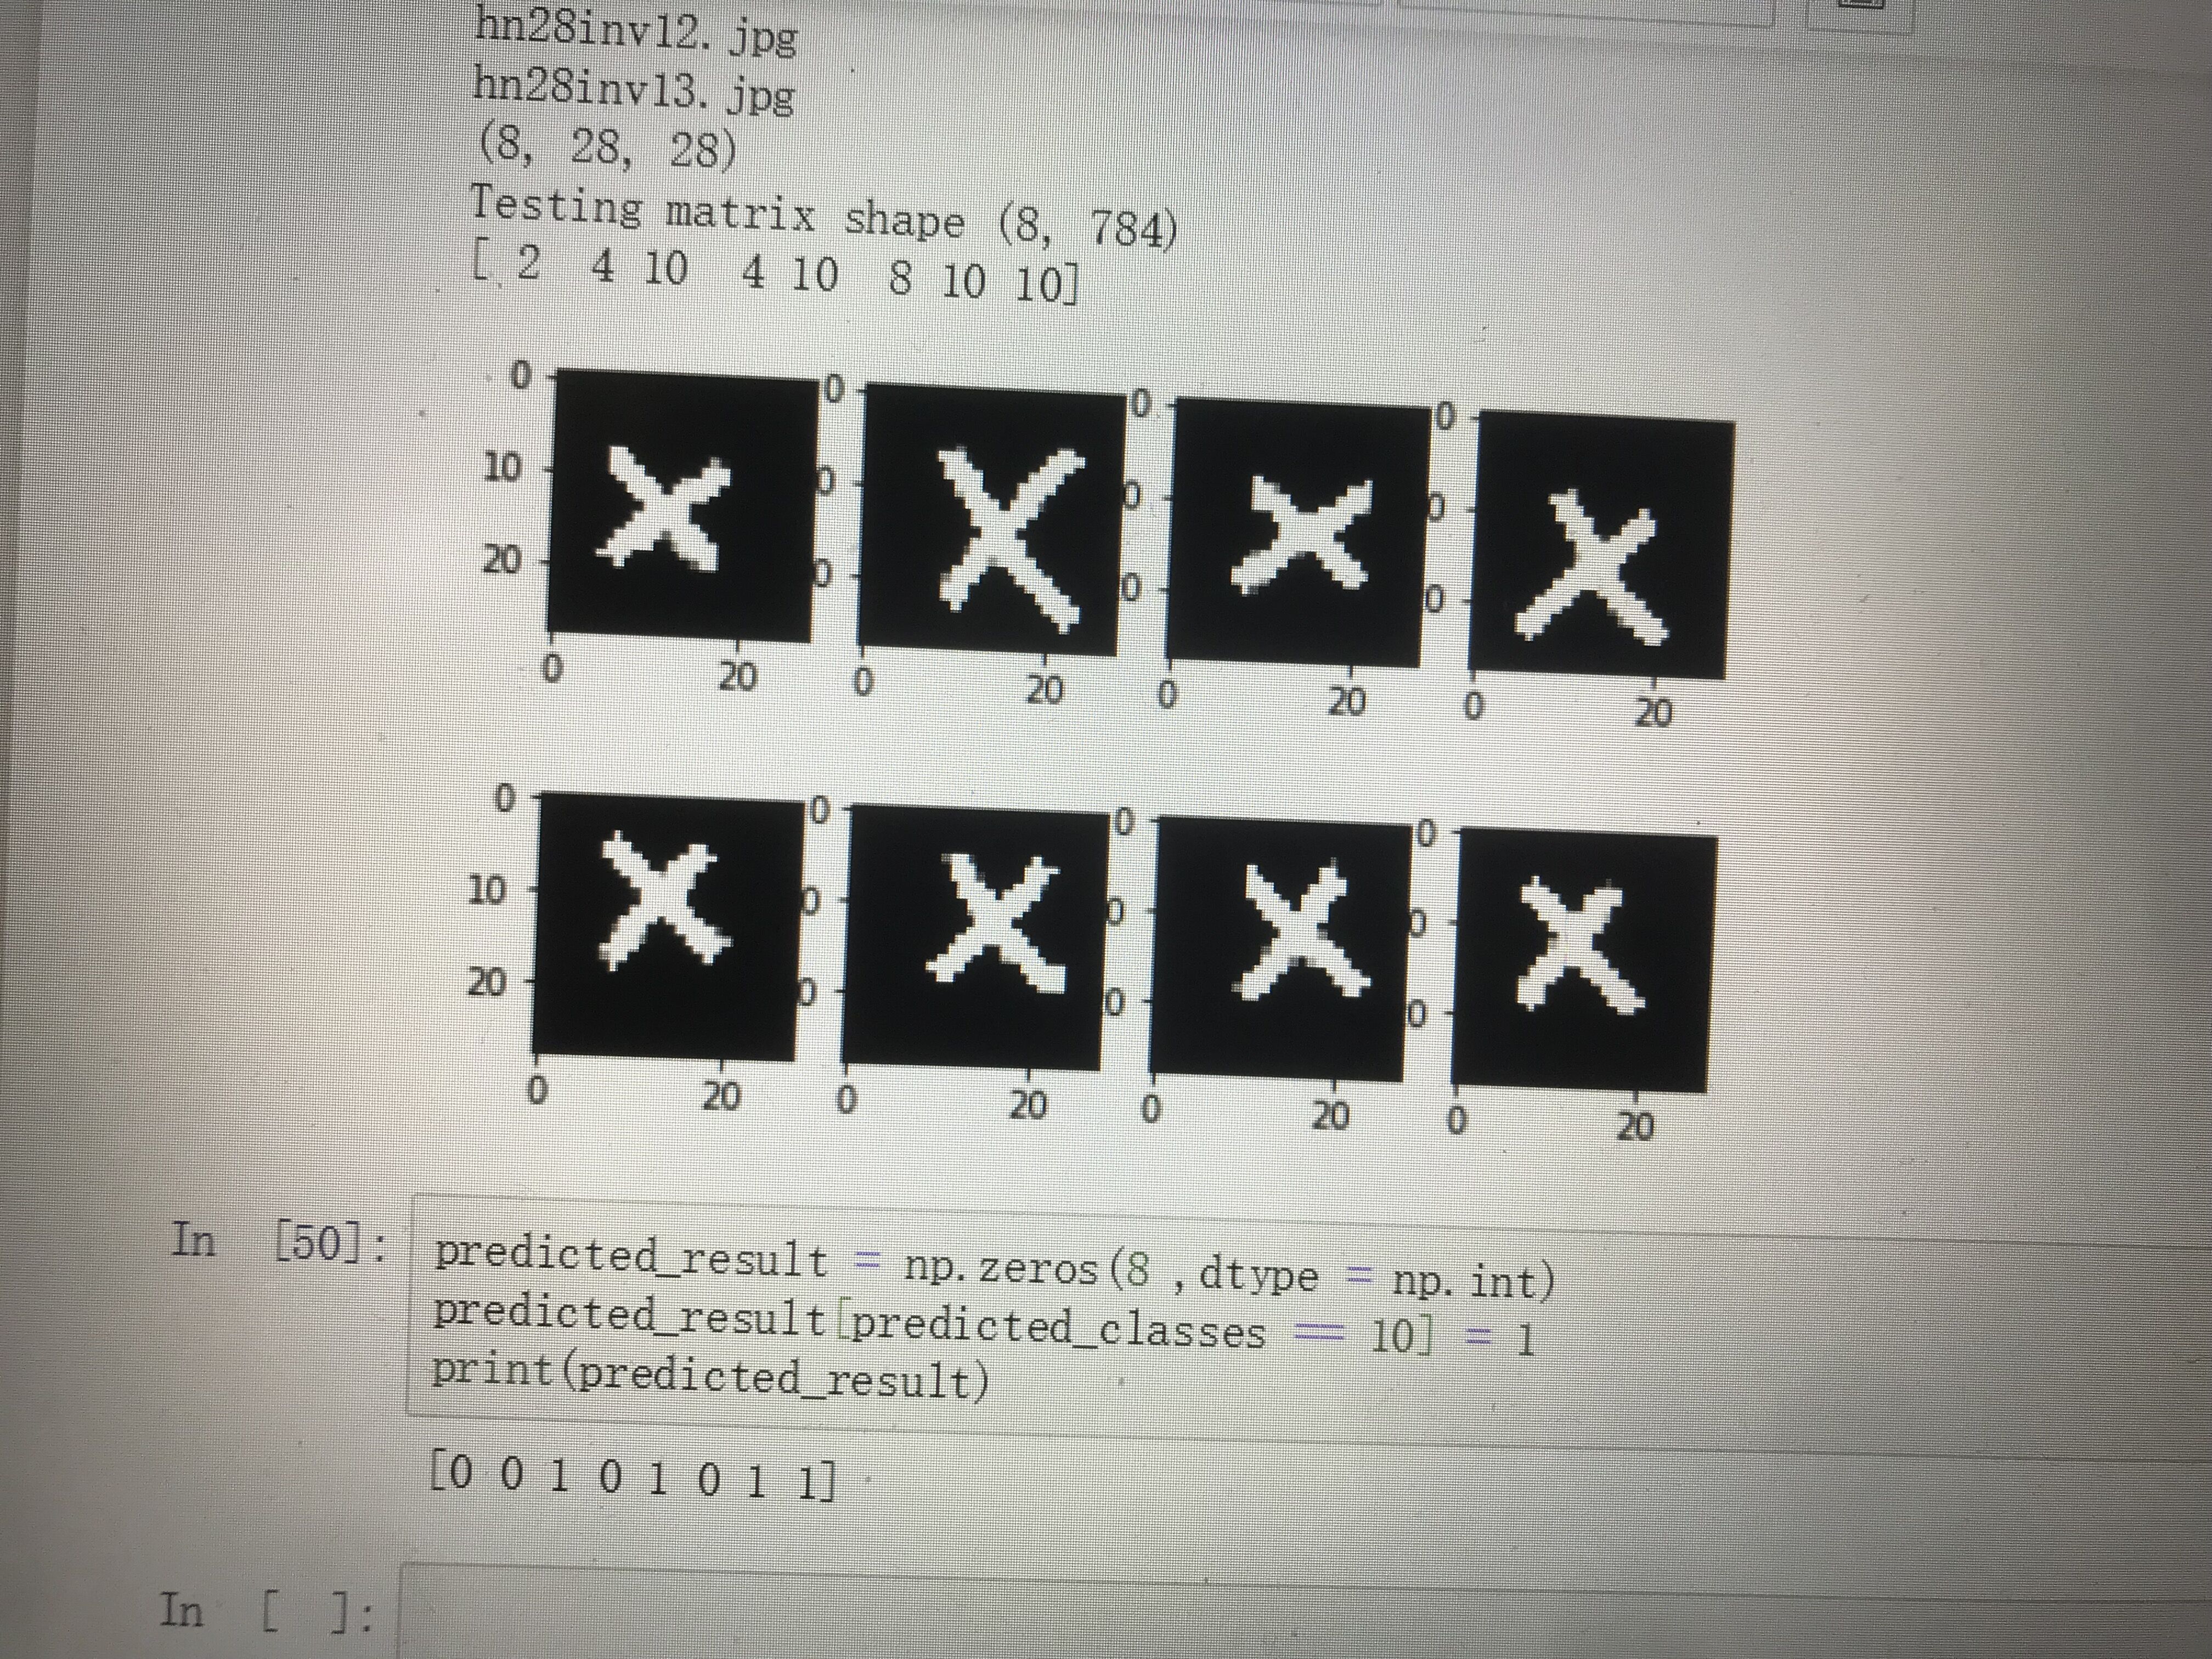 hn28inv12.jpg
hn28inv13.jpg
(8, 28, 28)
Testing matrix shape (8, 784)
[ 2  4 10  4 10  8 10 10]
0 0 0 0
10 0 0 0
20 0 0 0
0 20 0 20 0 20 0 20
0 0 0 0
10 0 0 0
20 0 0 0
0 20 0 20 0 20 0 20
In [50]: predicted_result = np.zeros(8 ,dtype = np.int)
predicted_result[predicted_classes == 10] = 1
print(predicted_result)
[0 0 1 0 1 0 1 1]
In [ ]: